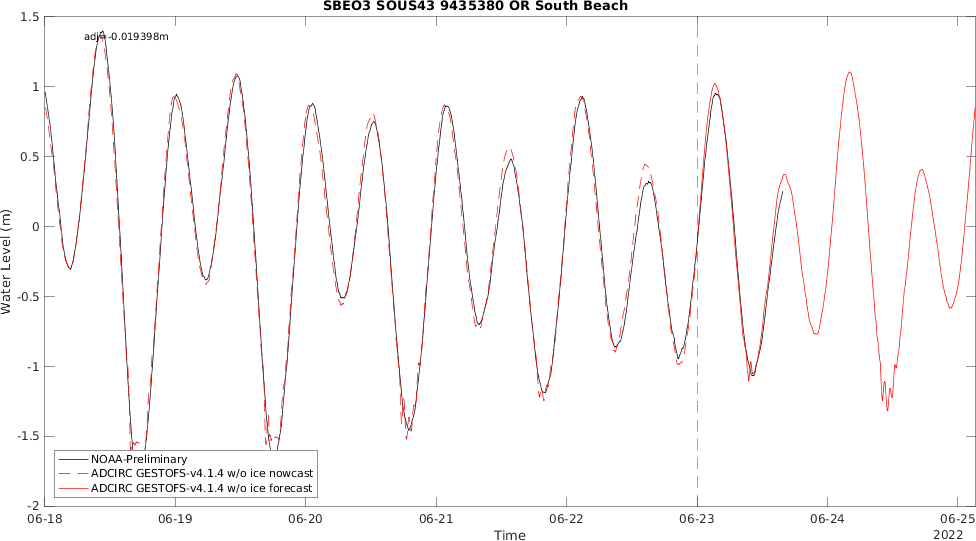 SBEO3 SOUS43 9435380 OR South Beach
1.5
adj=-0.019398m
1
0.5
0
-0.5
-1
-1.5
-2
Water Level (m)
NOAA-Preliminary
ADCIRC GESTOFS-v4.1.4 w/o ice nowcast
ADCIRC GESTOFS-v4.1.4 w/o ice forecast
06-18 06-19 06-20 06-21 06-22 06-23 06-24 06-25
Time
2022